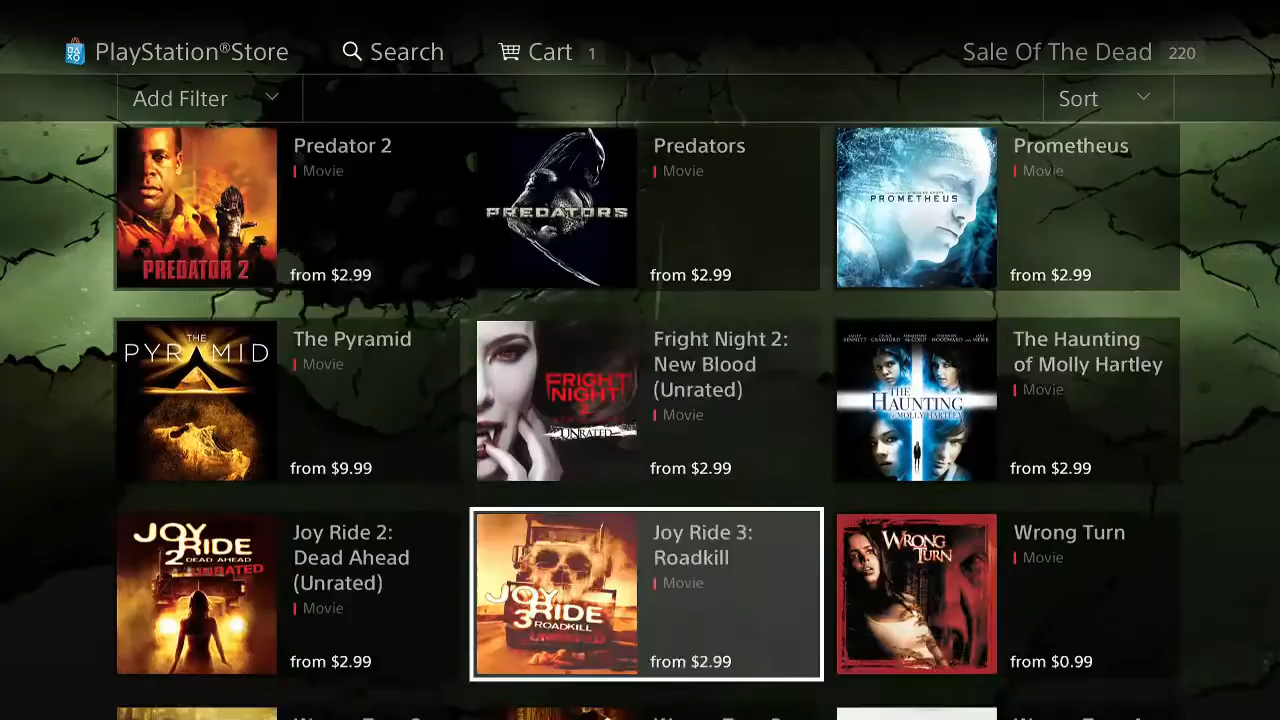 PlayStation®Store
Search
Cart 1
Sale Of The Dead 220
Add Filter
Sort
PREDATOR 2
Predator 2
Movie
from $2.99
PREDATORS
Predators
Movie
from $2.99
PROMETHEUS
Prometheus
Movie
from $2.99
THE
PYRAMID
The Pyramid
Movie
from $9.99
FRIGHT
NIGHT
2
UNRATED
Fright Night 2:
New Blood
(Unrated)
Movie
from $2.99
THE
HAUNTING
OF MOLLY HARTLEY
The Haunting
of Molly Hartley
Movie
from $2.99
JOY
2 RIDE
DEAD AHEAD
UNRATED
Joy Ride 2:
Dead Ahead
(Unrated)
Movie
from $2.99
JOY
3 RIDE
ROADKILL
UNRATED
Joy Ride 3:
Roadkill
Movie
from $2.99
WRONG
TURN
Wrong Turn
Movie
from $0.99